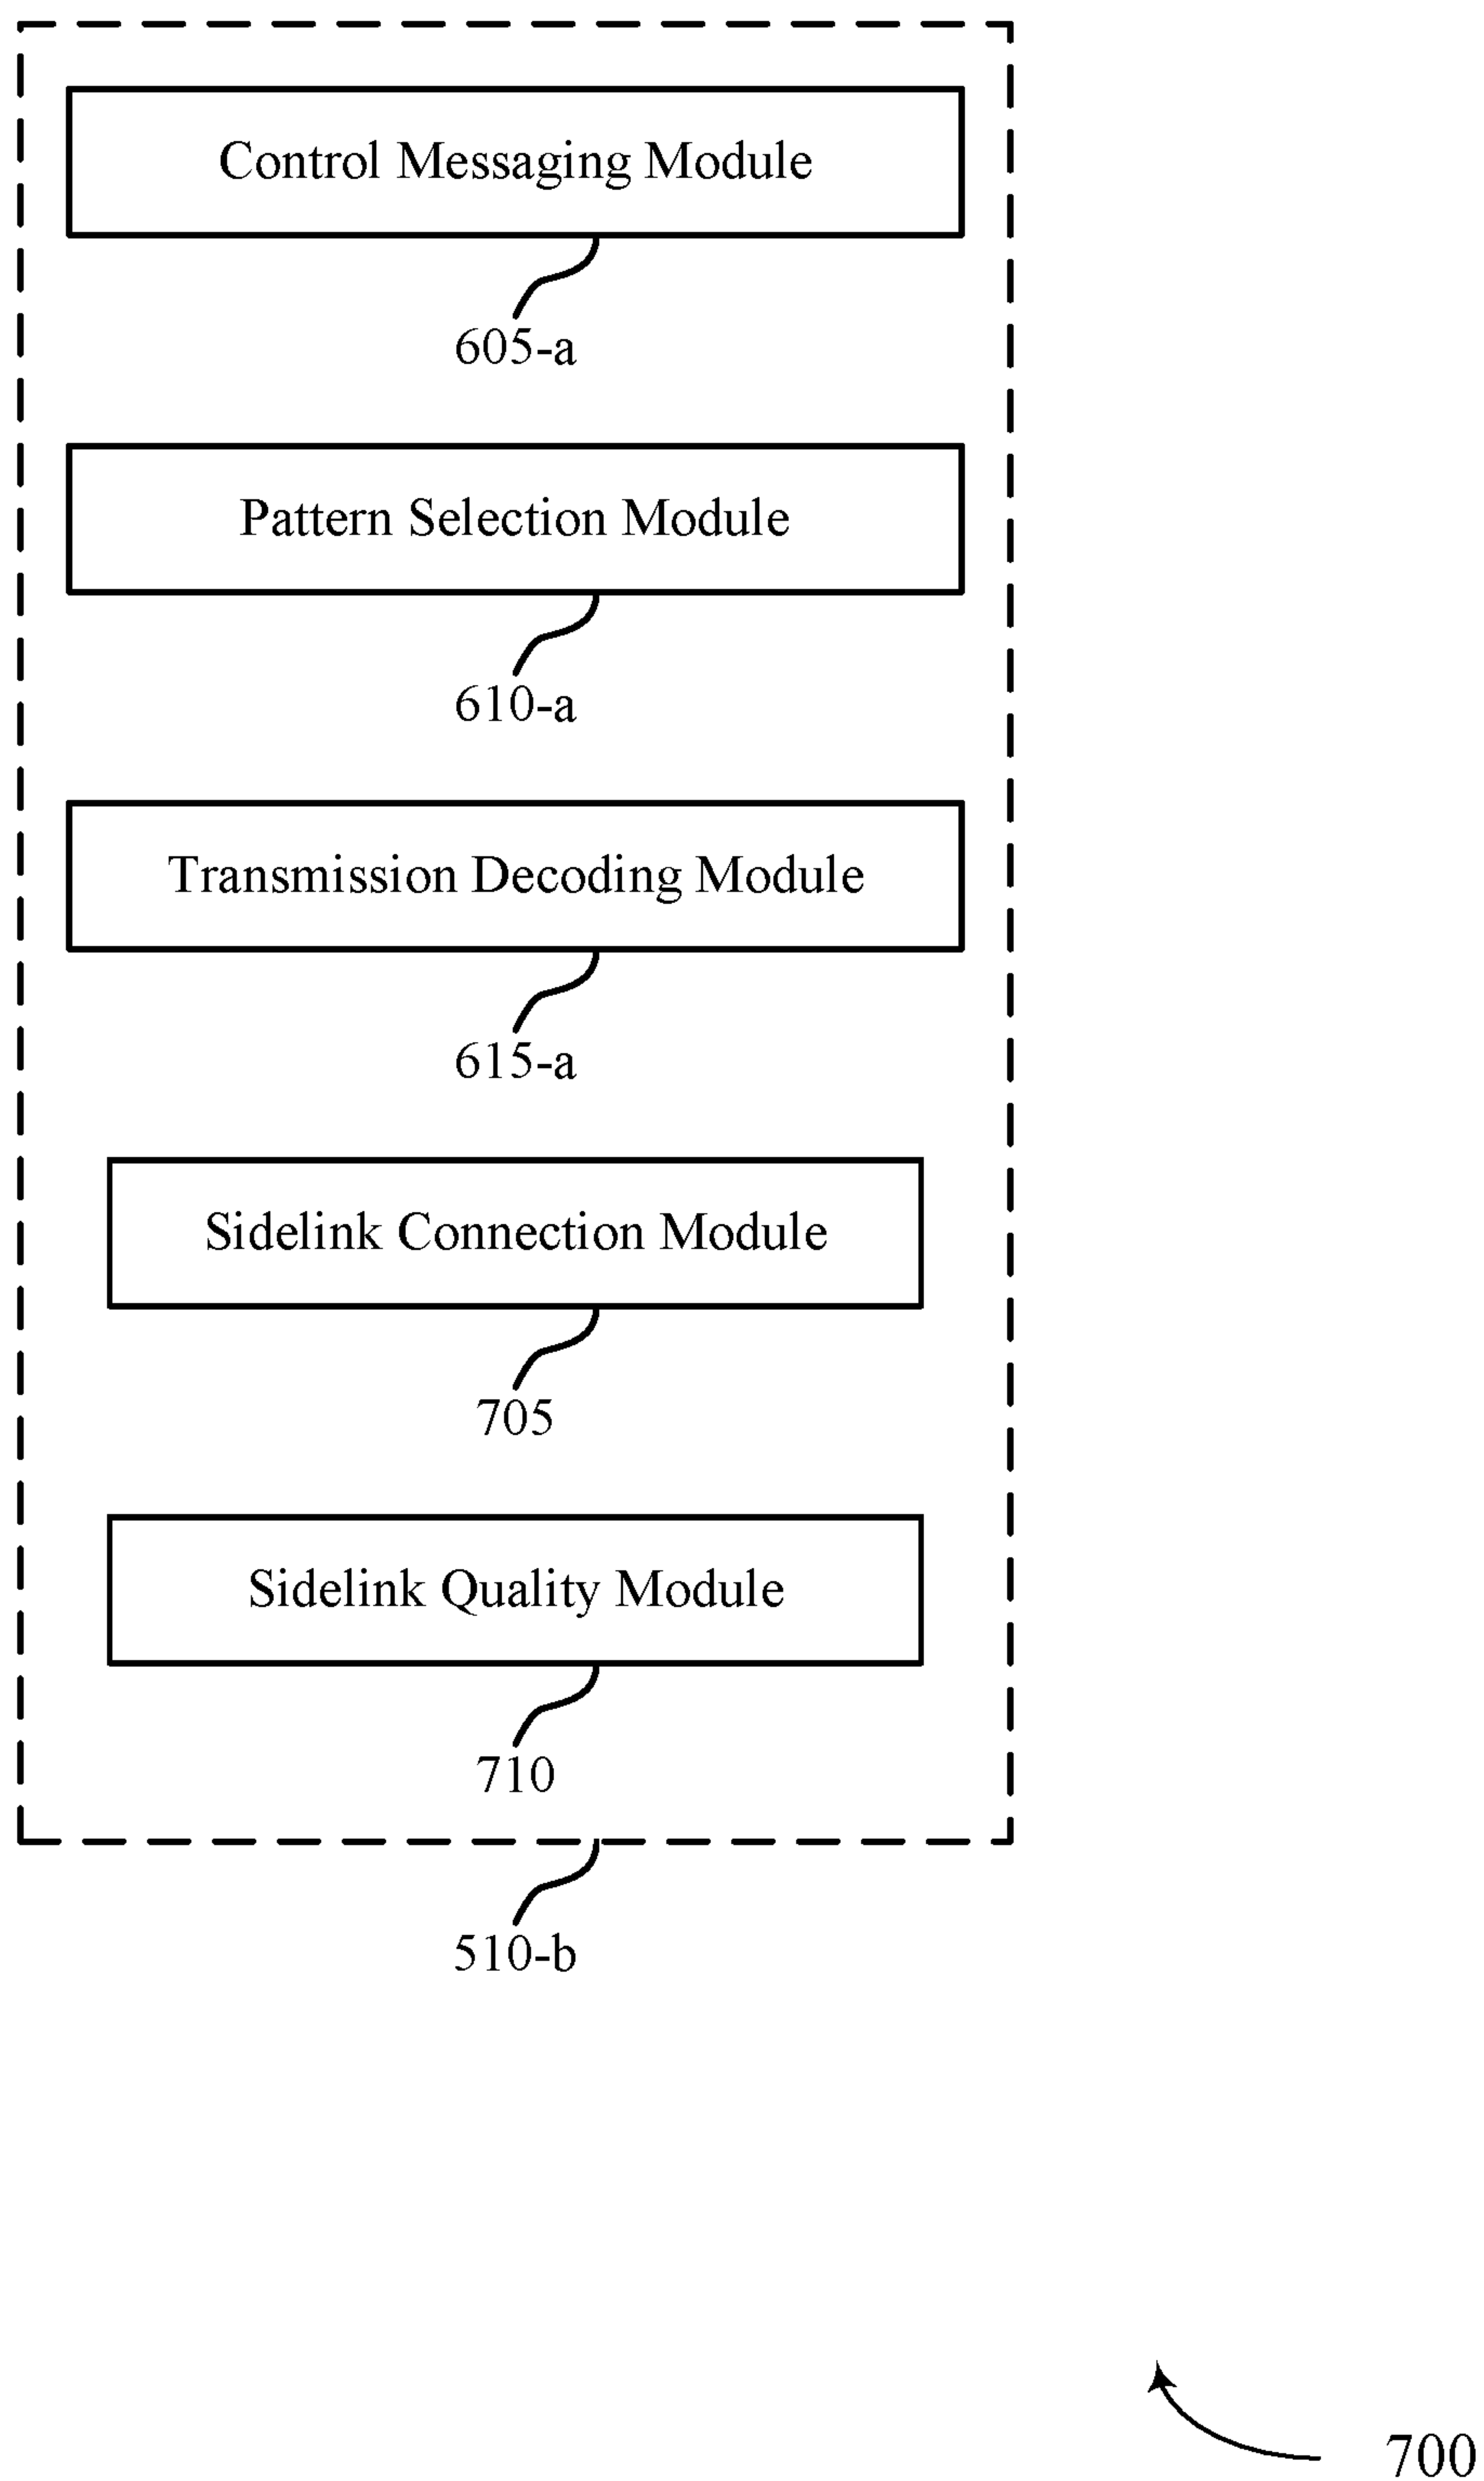 Control Messaging Module
605-a
Pattern Selection Module
610-a
Transmission Decoding Module
615-a
Sidelink Connection Module
705
Sidelink Quality Module
710
510-b
700